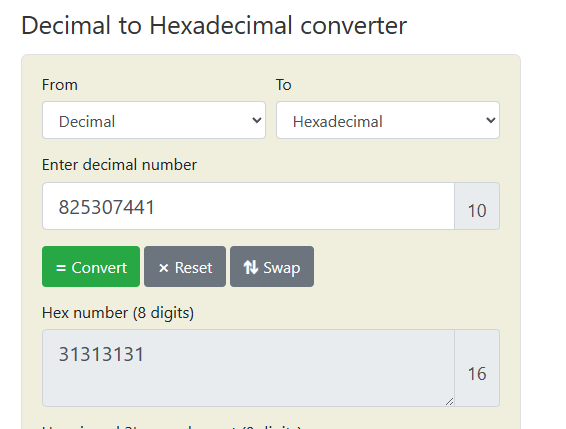 Decimal to Hexadecimal converter
From To
Decimal Hexadecimal
Enter decimal number
825307441 10
= Convert × Reset Swap
Hex number (8 digits)
31313131
16